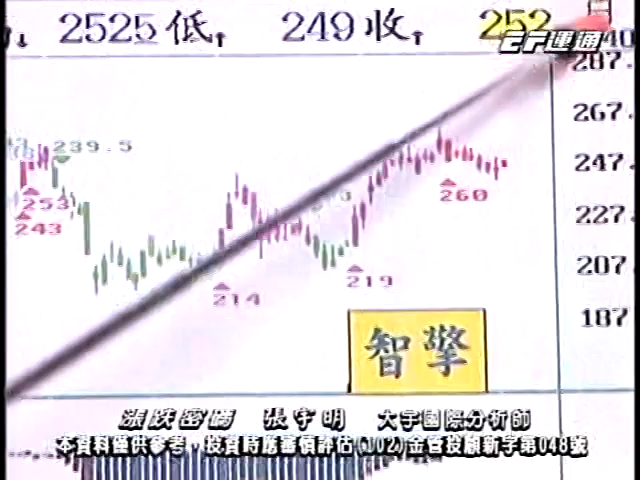 2525低↑ 249收↑ 252
運通
287.
267.
247.
227.
207.
187
239.5
253
243
260
219
214
智擎
漲跌密碼 張宇明 大宇國際分析師
本資料僅供參考，投資時應審慎評估(102)金管投顧新字第048號